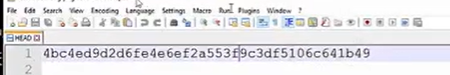 File Edit Search View Encoding Language Settings Macro Run Plugins Window ?
HEAD
1 4bc4ed9d2d6fe4e6ef2a553f9c3df5106c641b49
2